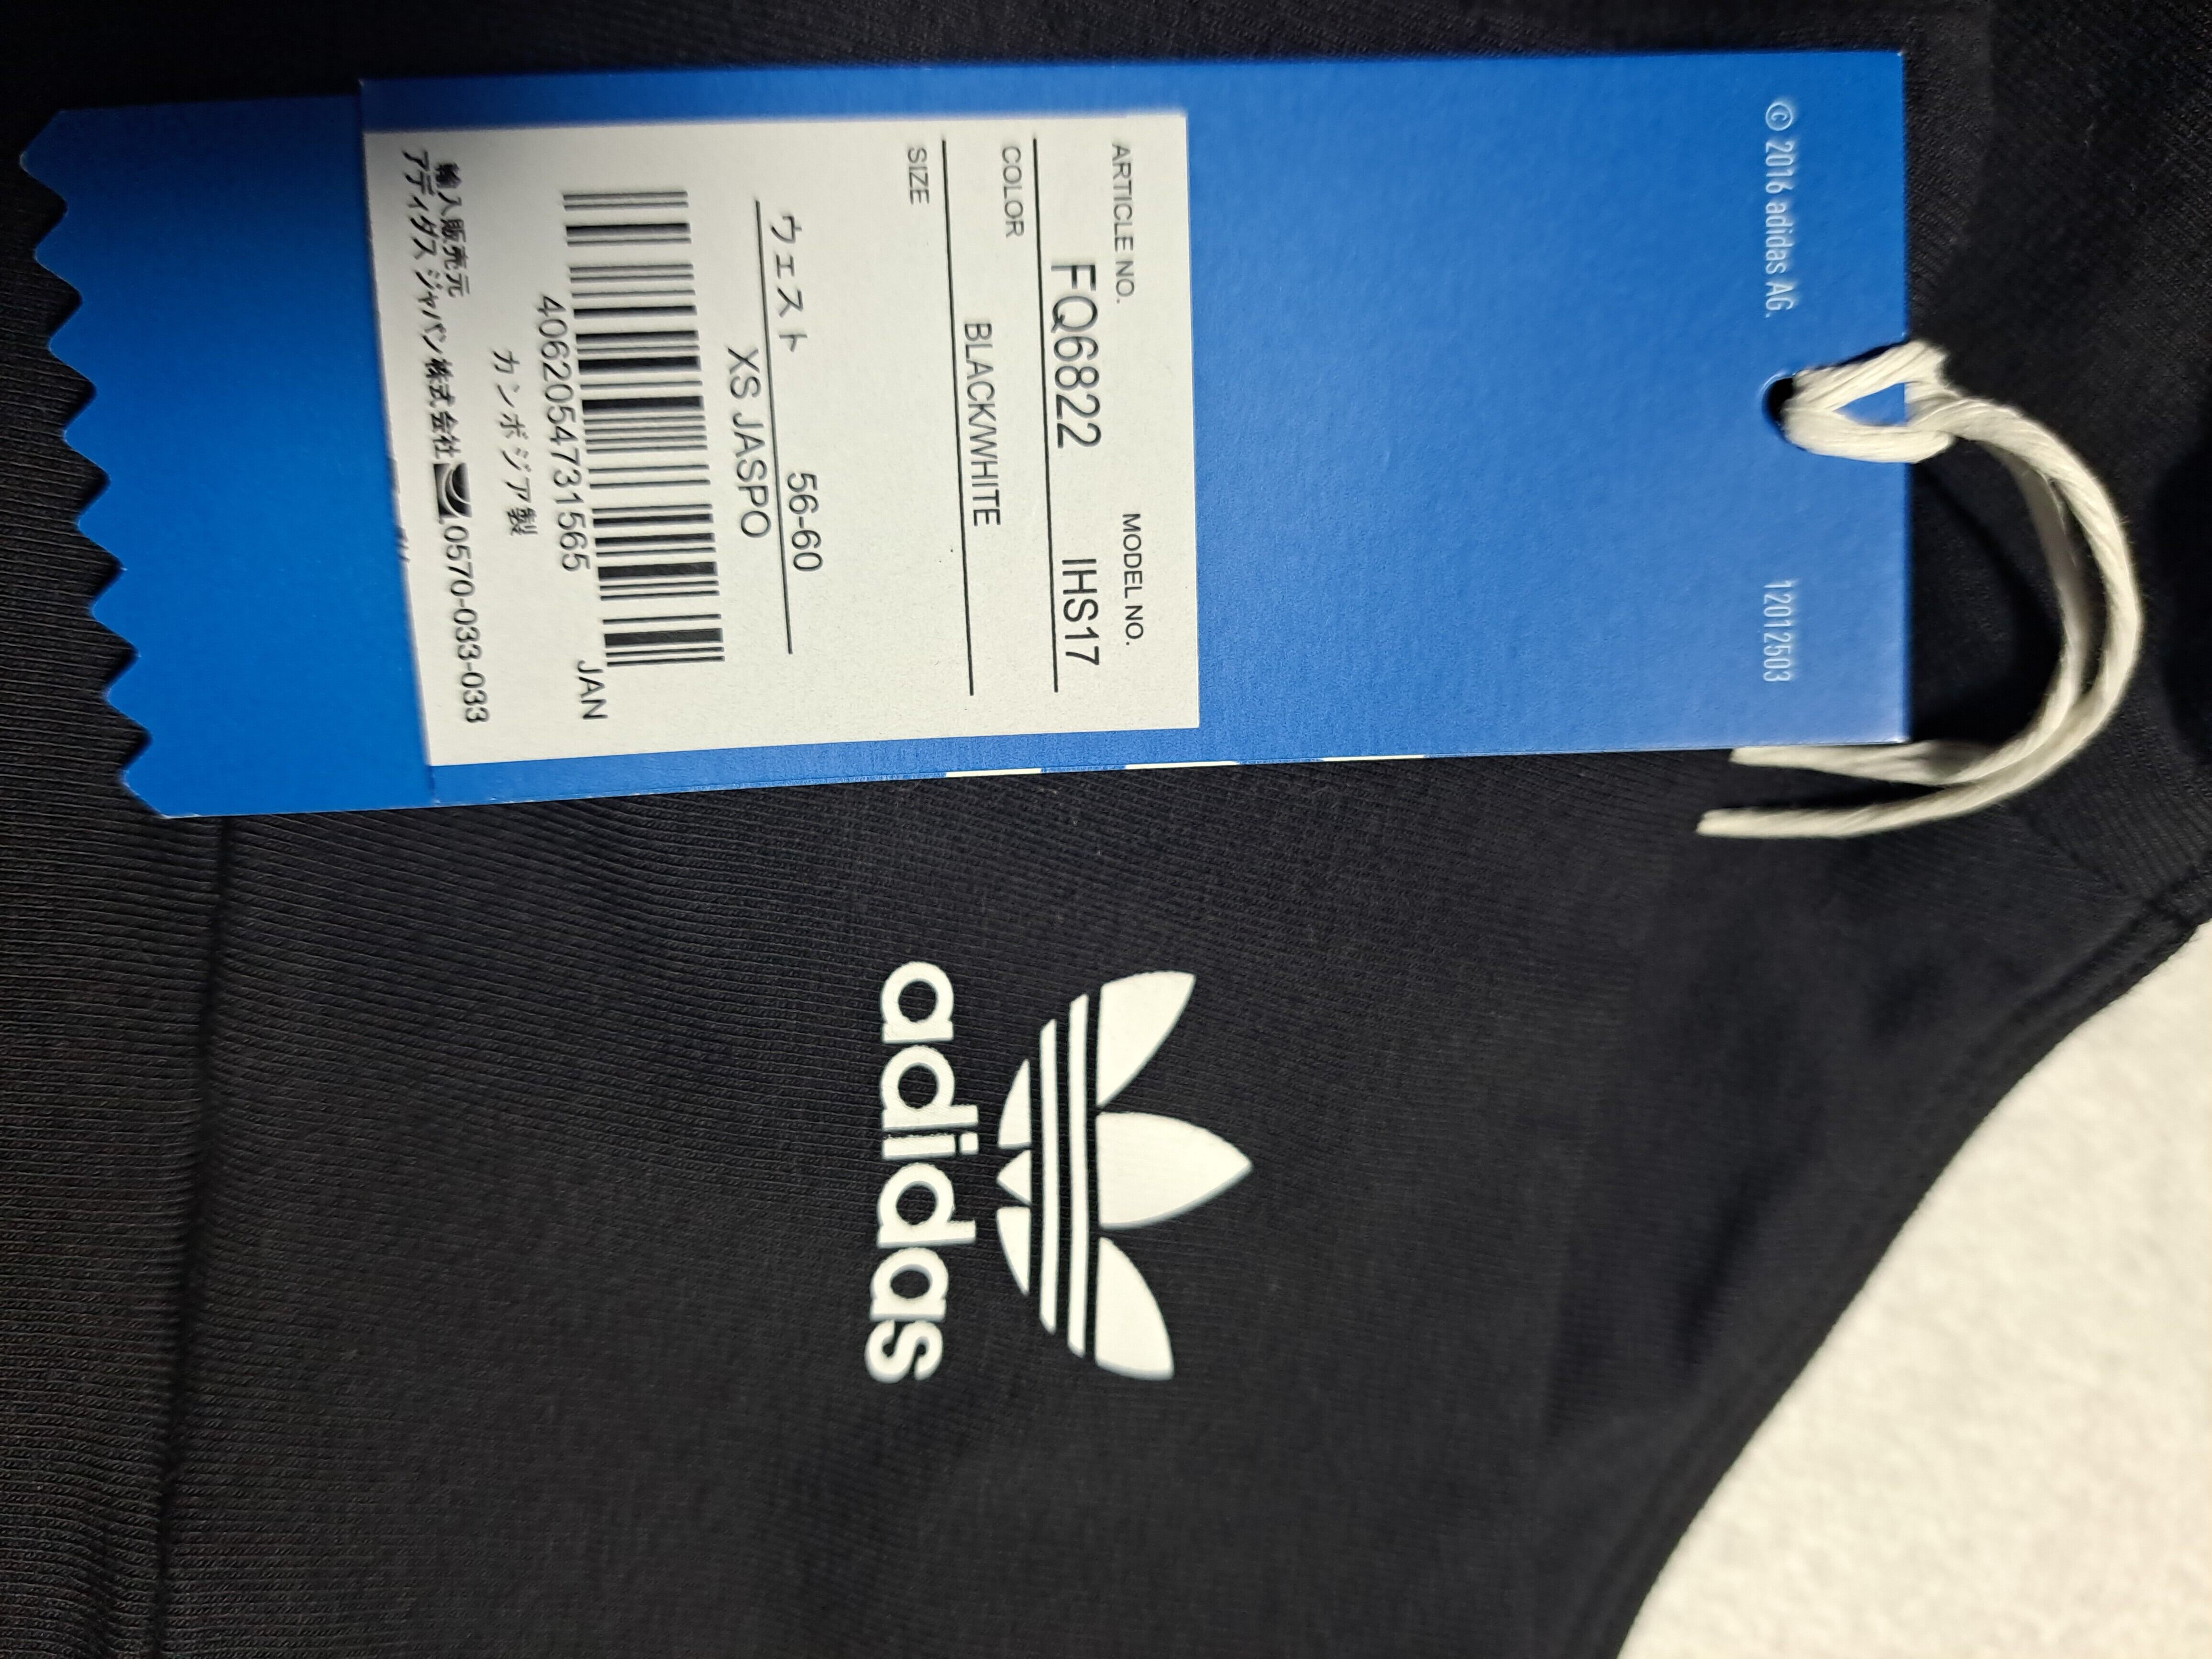 © 2016 adidas AG.
12012503
ARTICLE NO.
MODEL NO.
FQ6822
IHS17
COLOR
BLACK/WHITE
SIZE
ウェスト 56-60
XS JASPO
4062054731565 JAN
カンボジア製
輸入販売元
アディダス ジャパン株式会社 0570-033-033
adidas